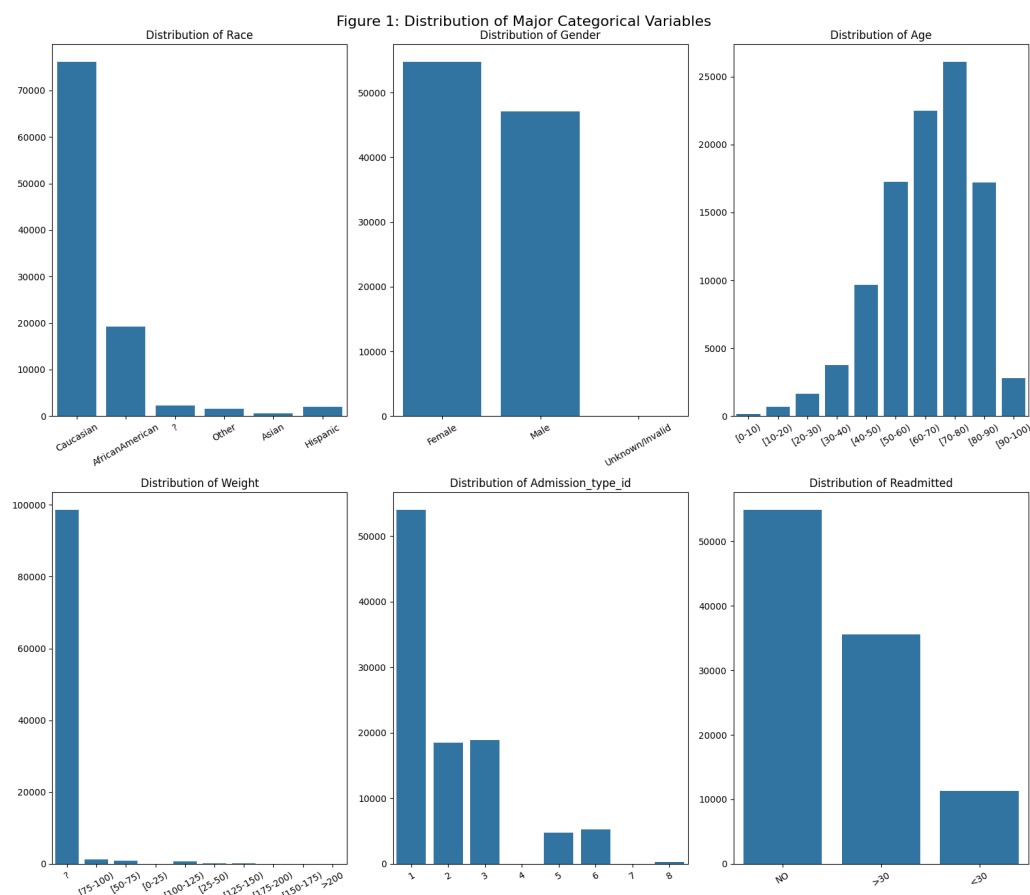 Figure 1: Distribution of Major Categorical Variables
Distribution of Race
70000
60000
50000
40000
30000
20000
10000
0
Caucasian AfricanAmerican ? Other Asian Hispanic
Distribution of Gender
50000
40000
30000
20000
10000
0
Female Male Unknown/Invalid
Distribution of Age
25000
20000
15000
10000
5000
0
[0-10) [10-20) [20-30) [30-40) [40-50) [50-60) [60-70) [70-80) [80-90) [90-100)
Distribution of Weight
100000
80000
60000
40000
20000
0
? [75-100) [50-75) [0-25) [100-125) [25-50) [125-150) [175-200) [150-175) >200
Distribution of Admission_type_id
50000
40000
30000
20000
10000
0
1 2 3 4 5 6 7 8
Distribution of Readmitted
50000
40000
30000
20000
10000
0
NO >30 <30